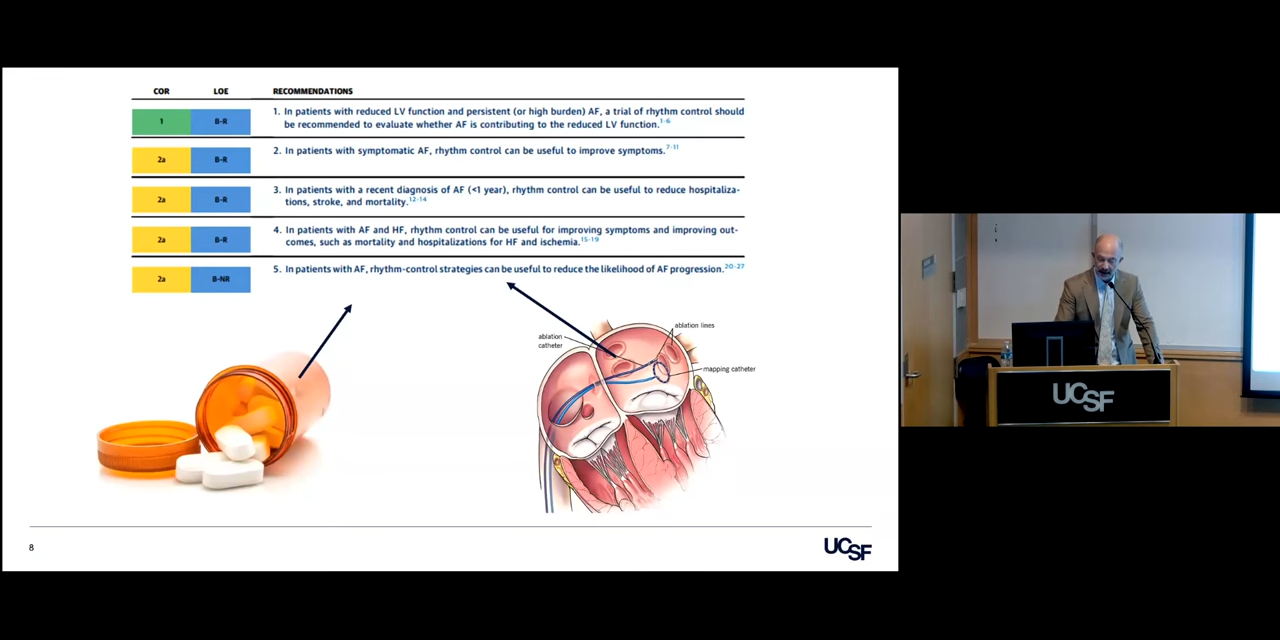 COR LOE RECOMMENDATIONS
1 B-R 1. In patients with reduced LV function and persistent (or high burden) AF, a trial of rhythm control should
be recommended to evaluate whether AF is contributing to the reduced LV function.1-6
2a B-R 2. In patients with symptomatic AF, rhythm control can be useful to improve symptoms.7-11
2a B-R 3. In patients with a recent diagnosis of AF (<1 year), rhythm control can be useful to reduce hospitaliza-
tions, stroke, and mortality.12-14
2a B-R 4. In patients with AF and HF, rhythm control can be useful for improving symptoms and improving out-
comes, such as mortality and hospitalizations for HF and ischemia.15-19
2a B-NR 5. In patients with AF, rhythm-control strategies can be useful to reduce the likelihood of AF progression.20-27
ablation
catheter
ablation lines
mapping catheter
8
UCSF
UCSF